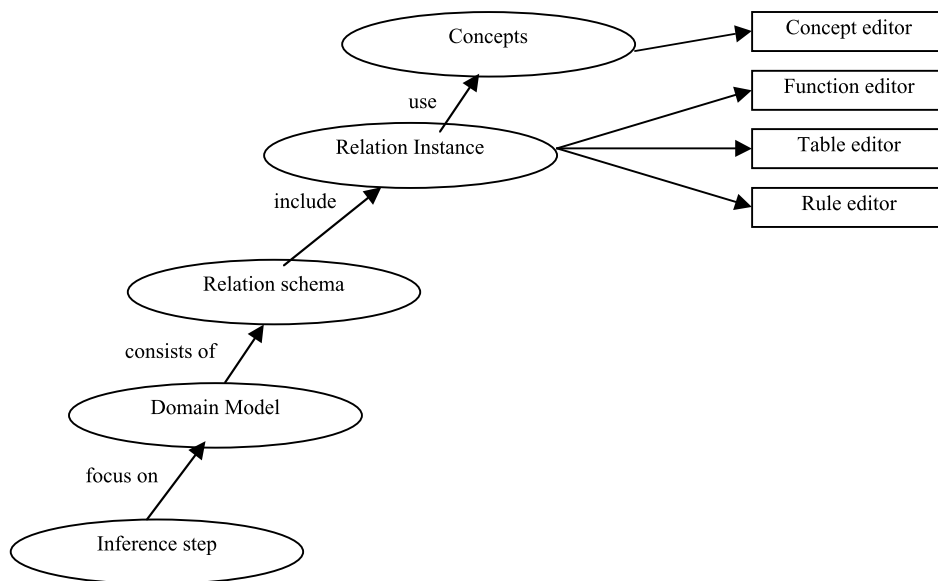 Concepts
Concept editor
Function editor
use
Relation Instance
Table editor
include
Rule editor
Relation schema
consists of
Domain Model
focus on
Inference step